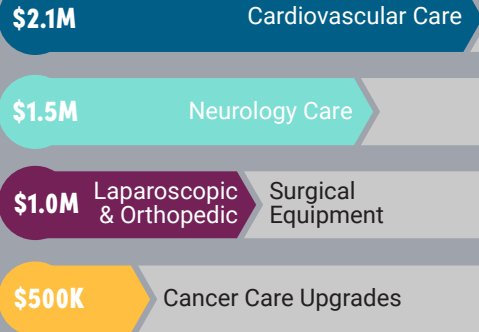 $2.1M Cardiovascular Care
$1.5M Neurology Care
$1.0M Laparoscopic Surgical
& Orthopedic Equipment
$500K Cancer Care Upgrades